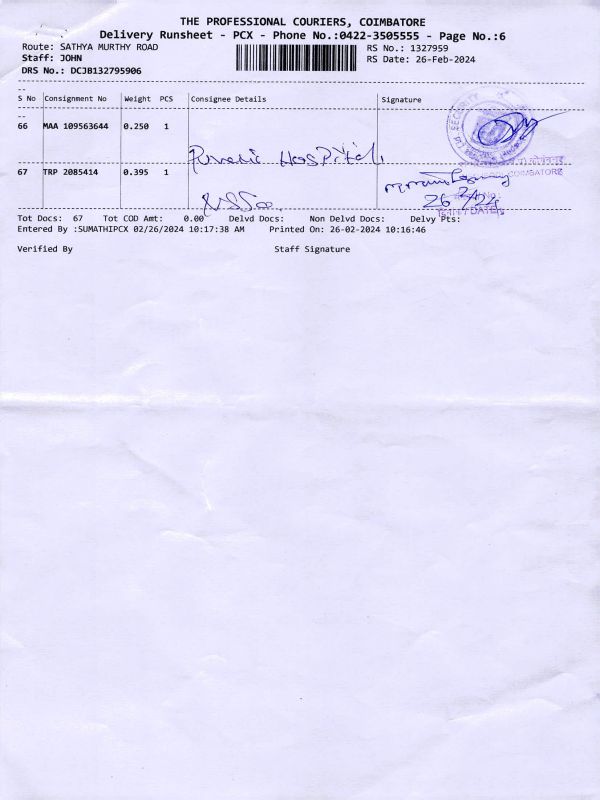 THE PROFESSIONAL COURIERS, COIMBATORE
Delivery Runsheet - PCX - Phone No.:0422-3505555 - Page No.:6
Route: SATHYA MURTHY ROAD RS No.: 1327959
Staff: JOHN RS Date: 26-Feb-2024
DRS No.: DCJB132795906
S No Consignment No Weight PCS Consignee Details Signature
66 MAA 109563644 0.250 1
SECURITY
Hospital
67 TRP 2085414 0.395 1
COIMBATORE
26/2/24
DATE
Tot Docs: 67 Tot COD Amt: 0.00 Delvd Docs: Non Delvd Docs: Delvy Pts:
Entered By :SUMATHIPCX 02/26/2024 10:17:38 AM Printed On: 26-02-2024 10:16:46
Verified By Staff Signature